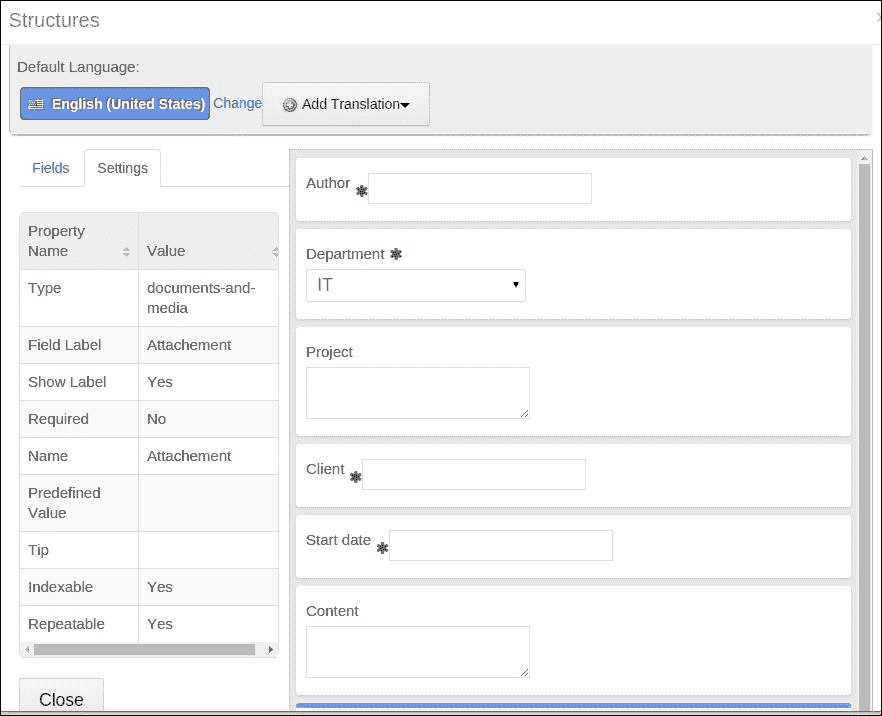 Structures
Default Language:
English (United States) Change Add Translation
Fields Settings
Property
Name Value
Type documents-and-
media
Field Label Attachement
Show Label Yes
Required No
Name Attachement
Predefined
Value
Tip
Indexable Yes
Repeatable Yes
Close
Author
Department
IT
Project
Client
Start date
Content